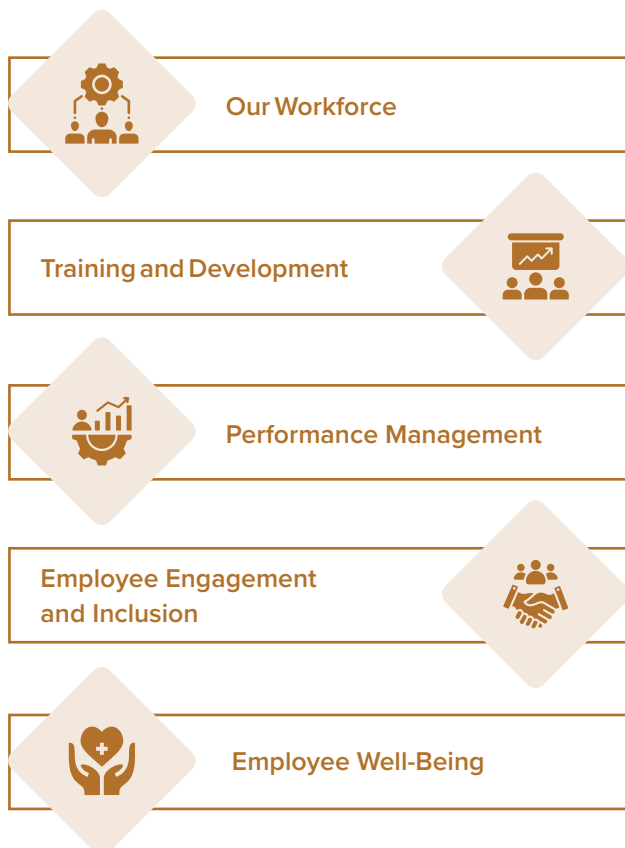 Our Workforce
Training and Development
Performance Management
Employee Engagement
and Inclusion
Employee Well-Being